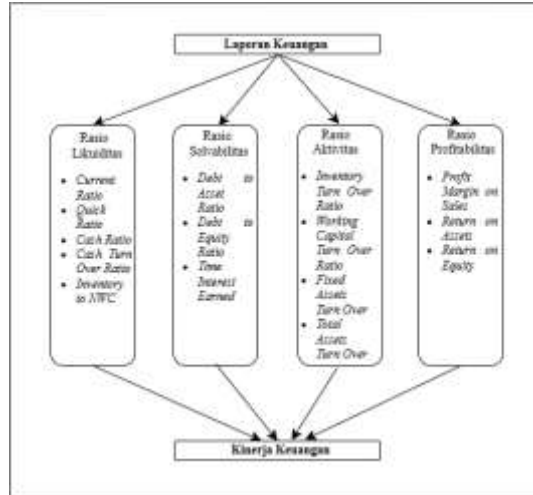 Laporan Keuangan
Rasio
Likuiditas
• Current
Ratio
• Quick
Ratio
• Cash Ratio
• Cash Turn
Over Ratio
• Inventory
to NWC
Rasio
Solvabilitas
• Debt to
Asset
Ratio
• Debt to
Equity
Ratio
• Time
Interest
Earned
Rasio
Aktivitas
• Inventory
Turn Over
Ratio
• Working
Capital
Turn Over
Ratio
• Fixed
Assets
Turn Over
• Total
Assets
Turn Over
Rasio
Profitabilitas
• Profit
Margin on
Sales
• Return on
Assets
• Return on
Equity
Kinerja Keuangan